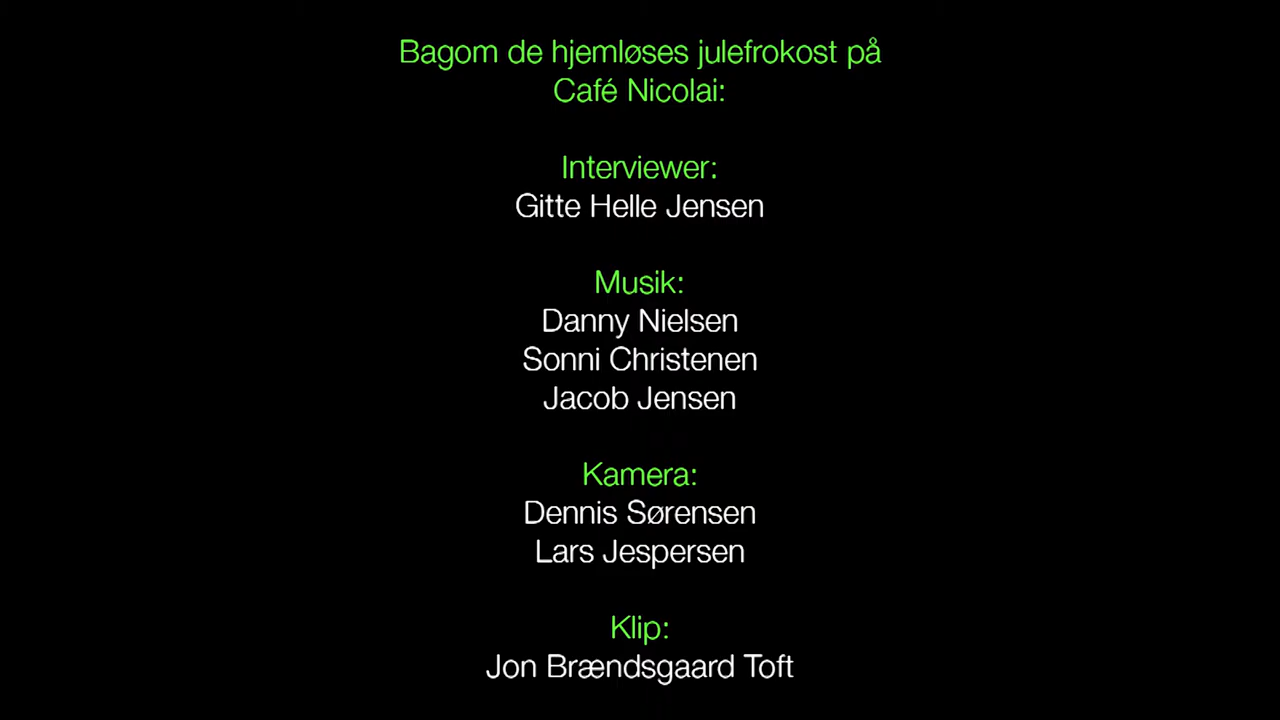 Bagom de hjemløses julefrokost på
Café Nicolai:
Interviewer:
Gitte Helle Jensen
Musik:
Danny Nielsen
Sonni Christenen
Jacob Jensen
Kamera:
Dennis Sørensen
Lars Jespersen
Klip:
Jon Brændsgaard Toft